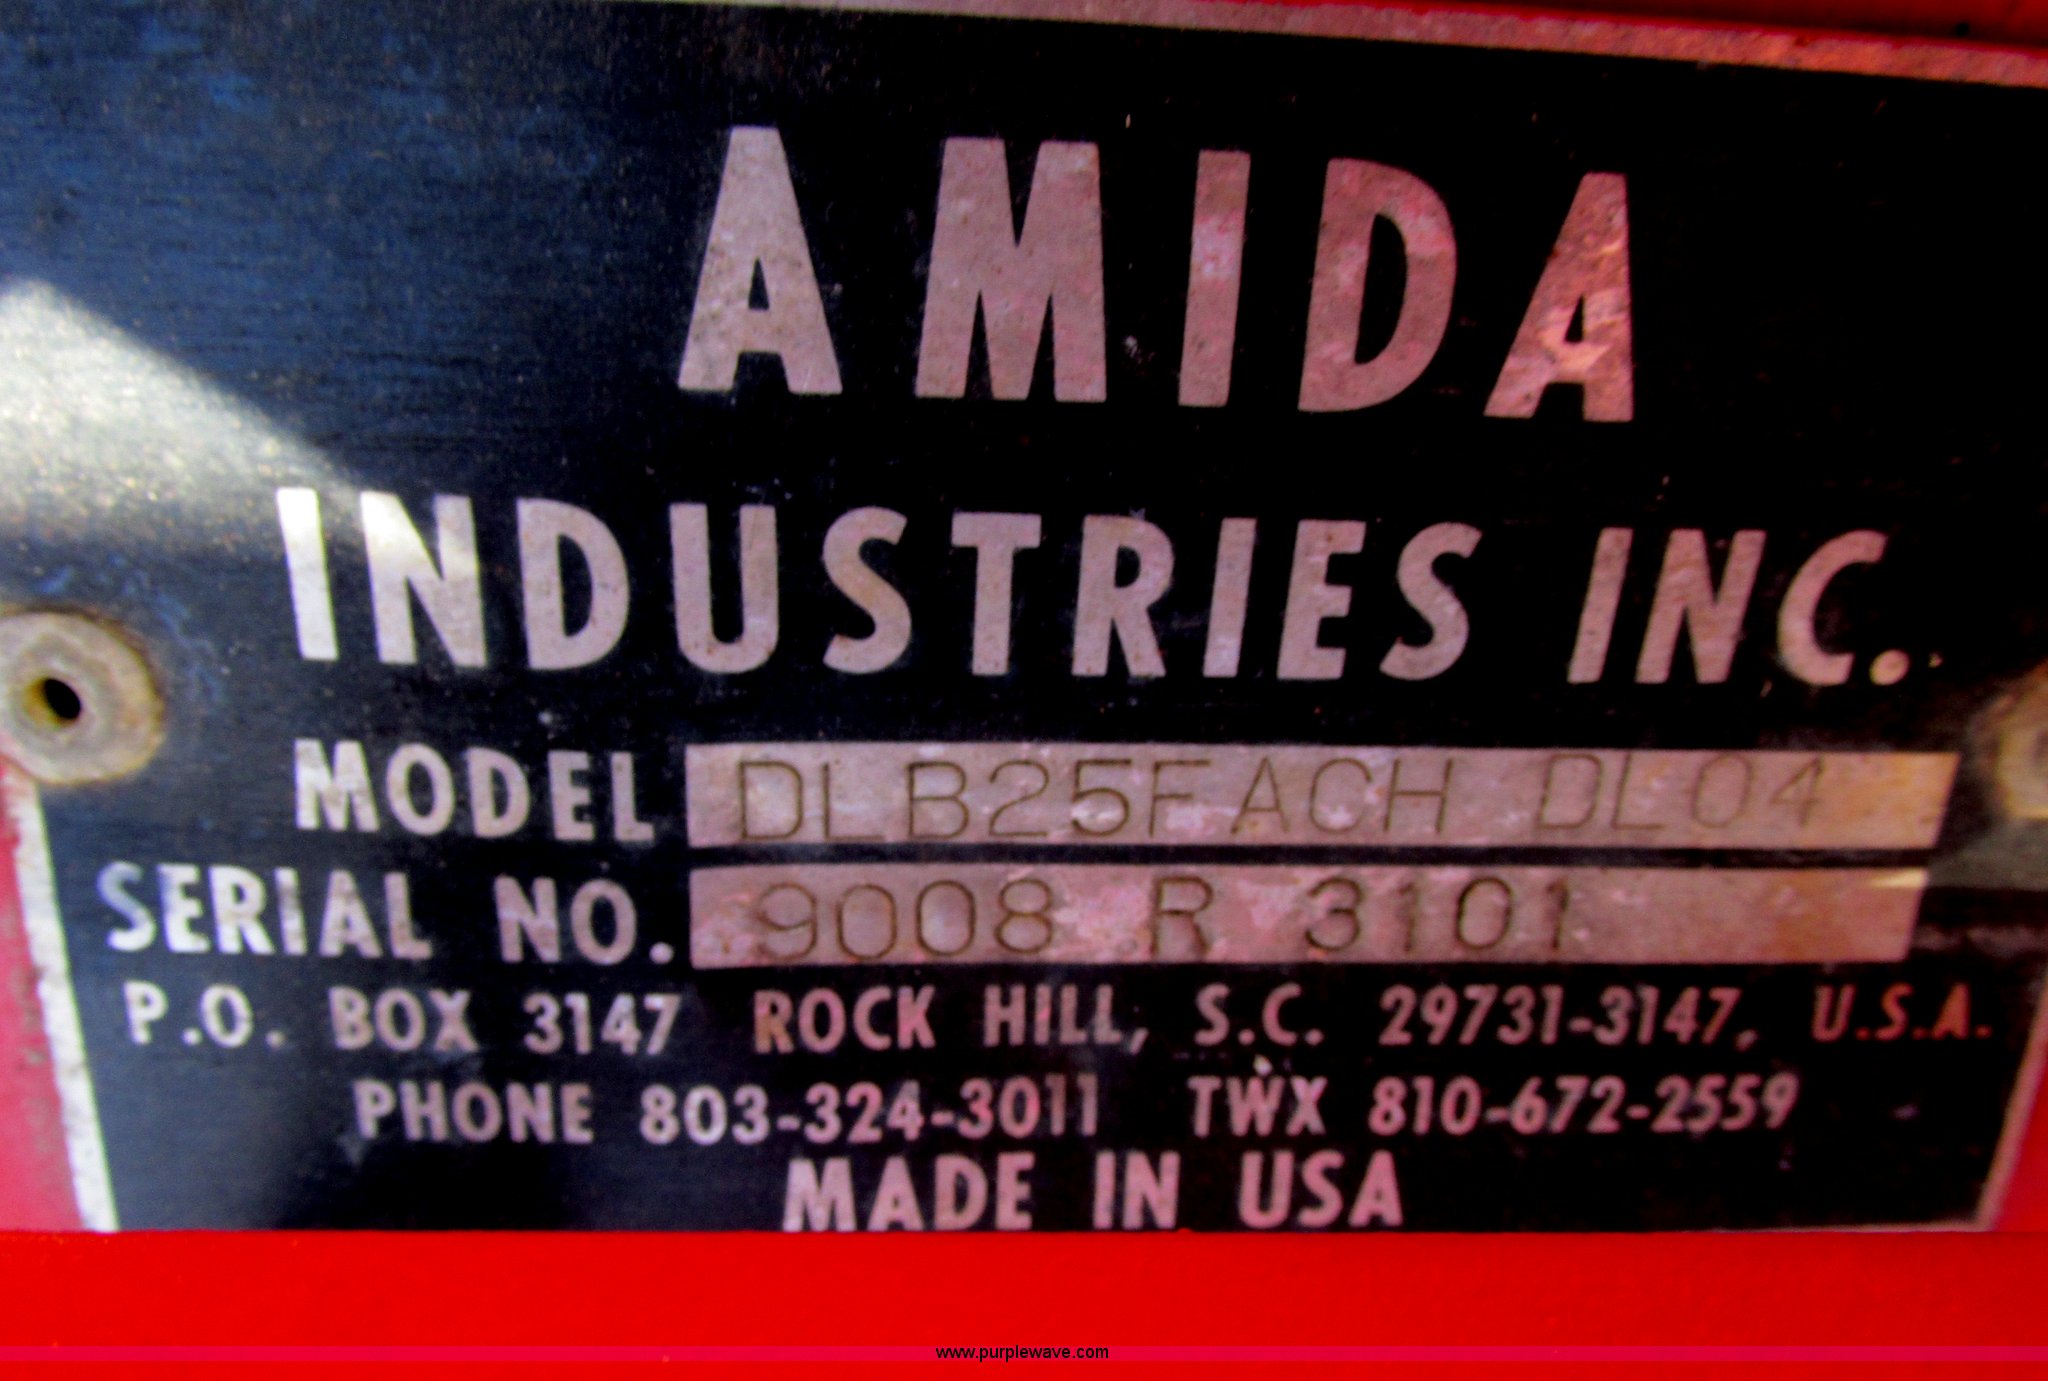 AMIDA
INDUSTRIES INC.
MODEL DLB25FACH DL04
SERIAL NO. 9008 R 3101
P.O. BOX 3147 ROCK HILL, S.C. 29731-3147, U.S.A.
PHONE 803-324-3011 TWX 810-672-2559
MADE IN USA
www.purplewave.com